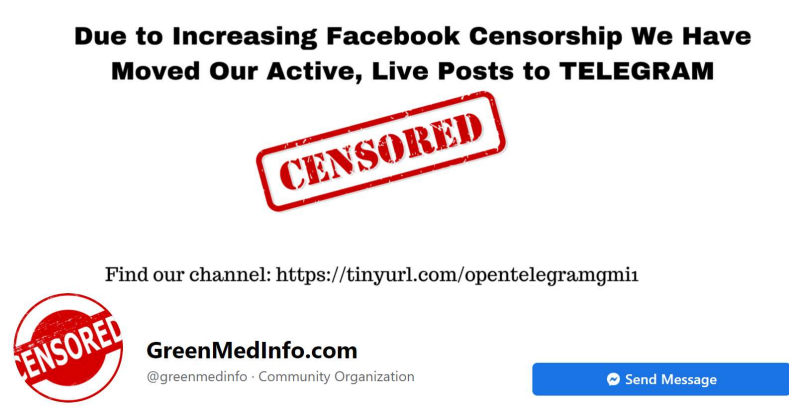 Due to Increasing Facebook Censorship We Have
Moved Our Active, Live Posts to TELEGRAM
CENSORED
Find our channel: https://tinyurl.com/opentelegramgmi1
CENSORED
GreenMedInfo.com
@greenmedinfo · Community Organization
Send Message